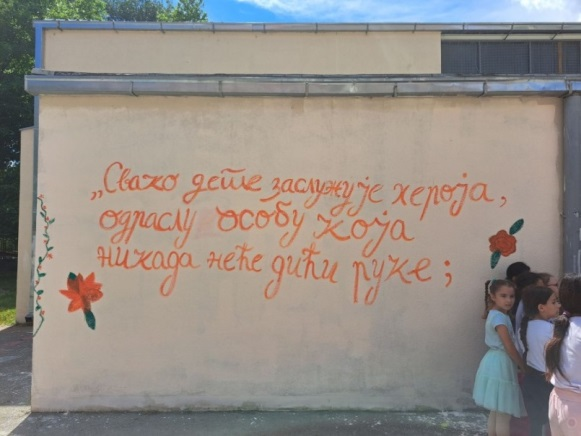 „Свако дете заслужује хероја,
одраслу особу која
никада неће дићи руке;